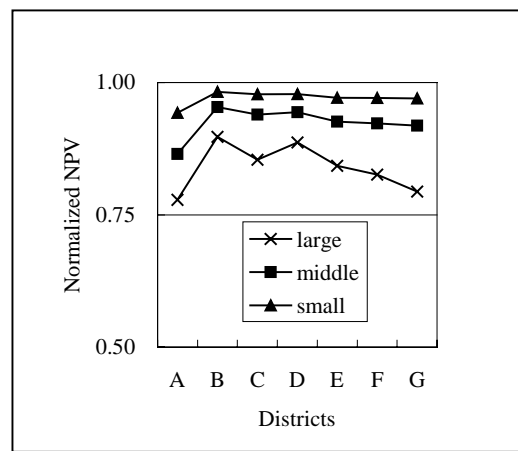 Normalized NPV
1.00
0.75
0.50
large
middle
small
A B C D E F G
Districts